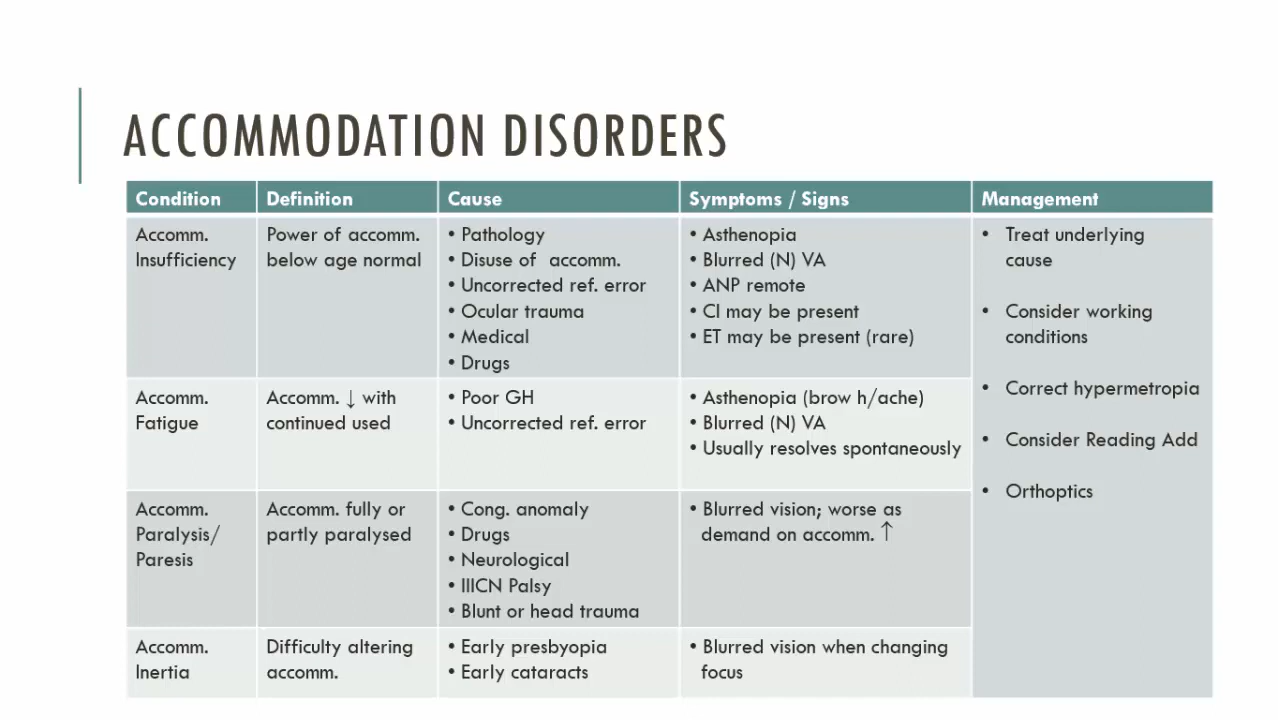 ACCOMMODATION DISORDERS
Condition
Definition
Cause
Symptoms / Signs
Management
Accomm.
Insufficiency
Power of accomm.
below age normal
• Pathology
• Disuse of accomm.
• Uncorrected ref. error
• Ocular trauma
• Medical
• Drugs
• Asthenopia
• Blurred (N) VA
• ANP remote
• CI may be present
• ET may be present (rare)
• Treat underlying
cause
• Consider working
conditions
• Correct hypermetropia
• Consider Reading Add
• Orthoptics
Accomm.
Fatigue
Accomm. ↓ with
continued used
• Poor GH
• Uncorrected ref. error
• Asthenopia (brow h/ache)
• Blurred (N) VA
• Usually resolves spontaneously
Accomm.
Paralysis/
Paresis
Accomm. fully or
partly paralysed
• Cong. anomaly
• Drugs
• Neurological
• IIICN Palsy
• Blunt or head trauma
• Blurred vision; worse as
demand on accomm. ↑
Accomm.
Inertia
Difficulty altering
accomm.
• Early presbyopia
• Early cataracts
• Blurred vision when changing
focus